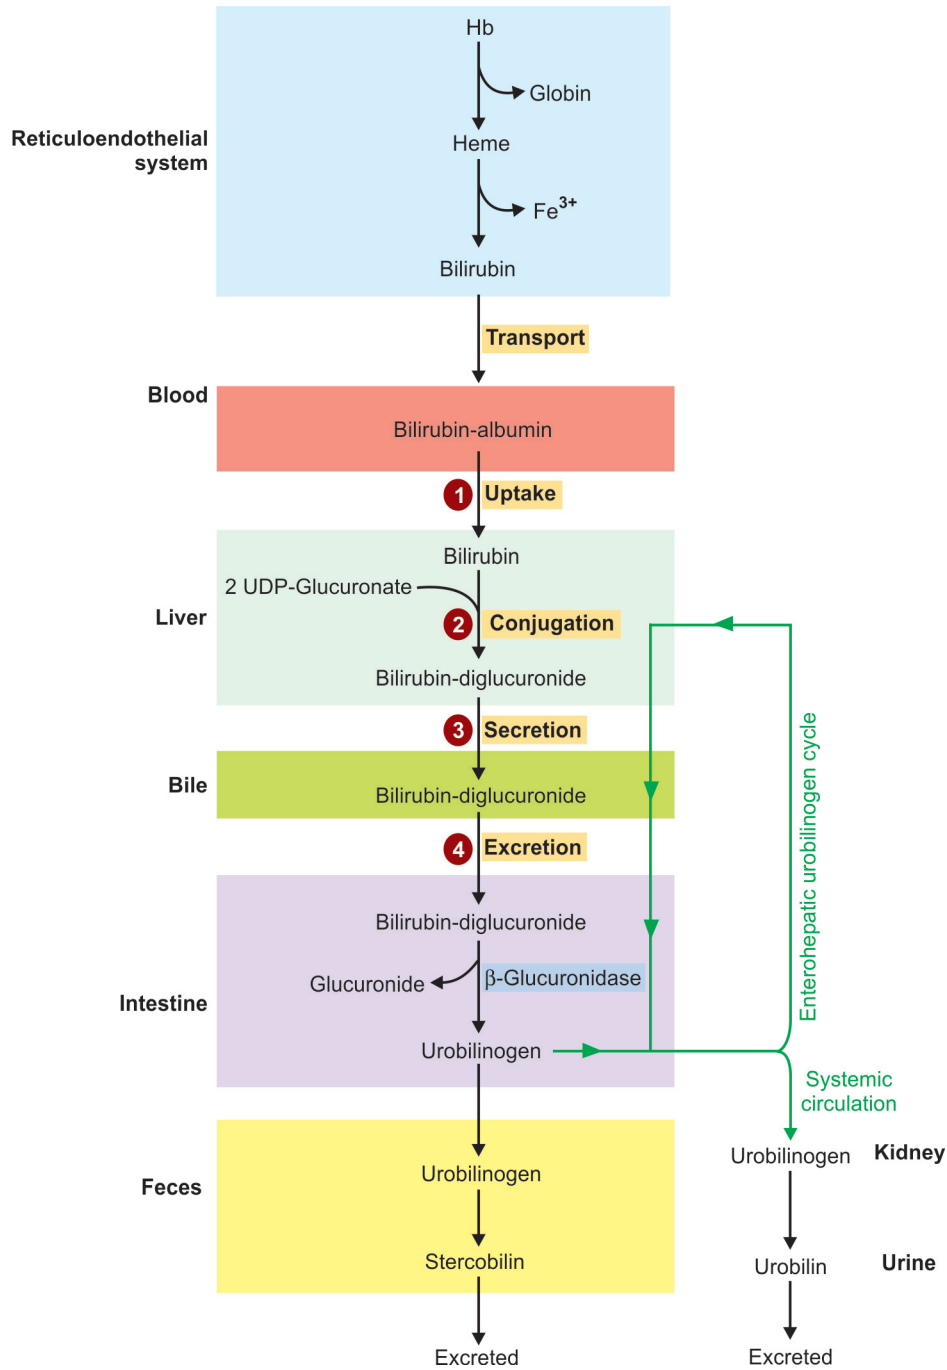 Hb
Globin
Reticuloendothelial
system
Heme
Fe3+
Bilirubin
Transport
Blood
Bilirubin-albumin
1 Uptake
Bilirubin
2 UDP-Glucuronate
Liver
2 Conjugation
Bilirubin-diglucuronide
3 Secretion
Bile
Bilirubin-diglucuronide
4 Excretion
Bilirubin-diglucuronide
Glucuronide
β-Glucuronidase
Intestine
Urobilinogen
Enterohepatic urobilinogen cycle
Systemic
circulation
Urobilinogen
Kidney
Feces
Urobilinogen
Stercobilin
Urobilin
Urine
Excreted
Excreted